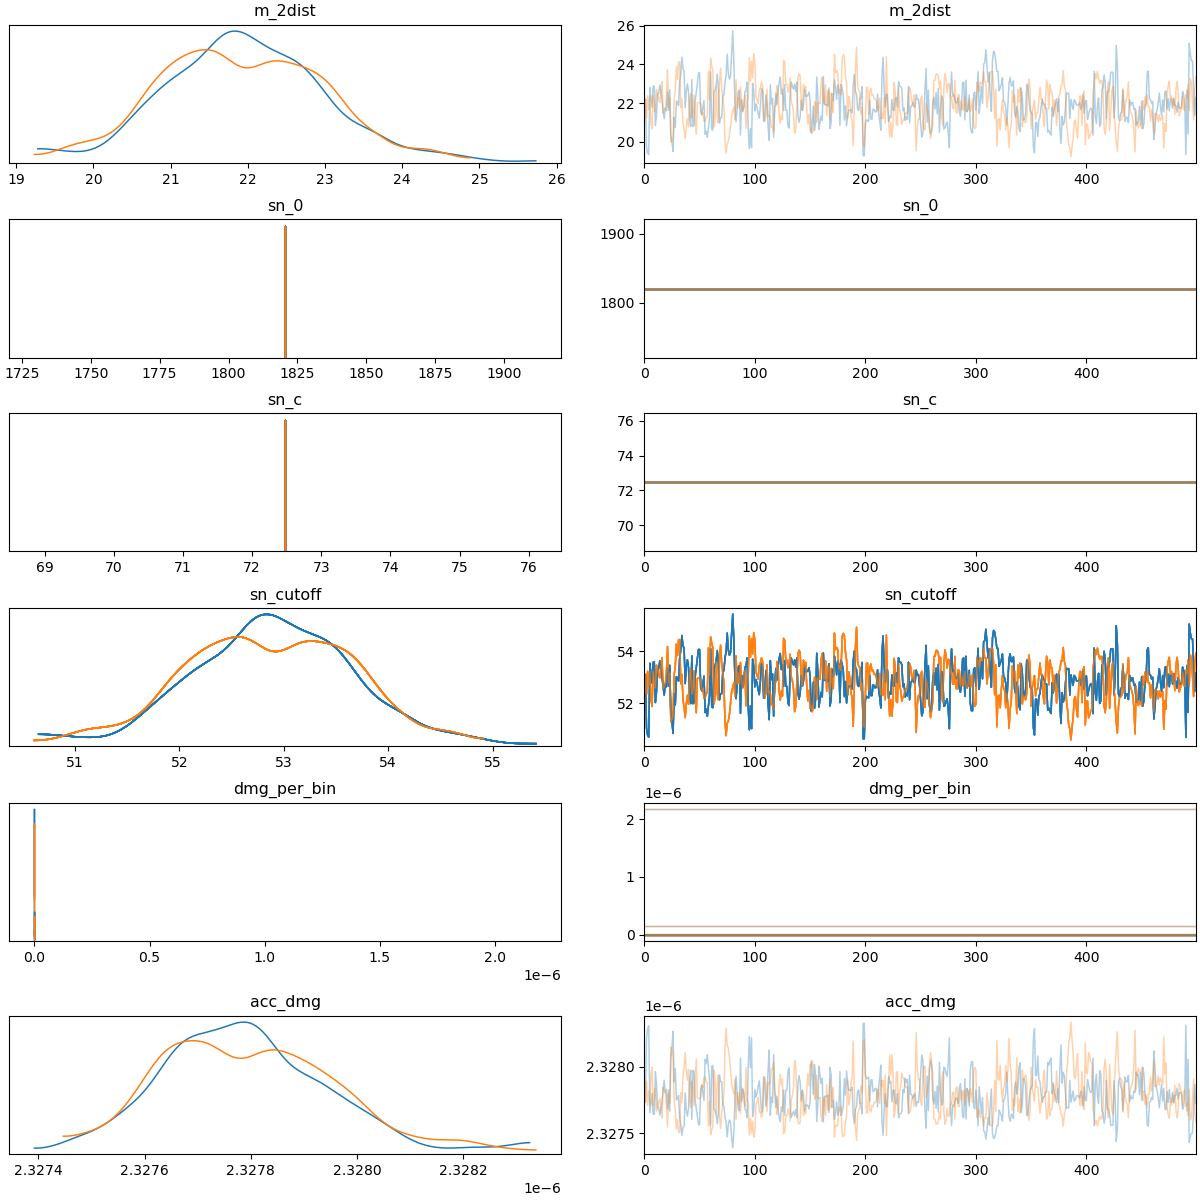 m_2dist
m_2dist
26
24
22
20
19 20 21 22 23 24 25 26
0 100 200 300 400
sn_0
sn_0
1900
1800
1725 1750 1775 1800 1825 1850 1875 1900
0 100 200 300 400
sn_c
sn_c
76
74
72
70
69 70 71 72 73 74 75 76
0 100 200 300 400
sn_cutoff
sn_cutoff
54
52
51 52 53 54 55
0 100 200 300 400
dmg_per_bin
1e−6
dmg_per_bin
2
1
0
0.0 0.5 1.0 1.5 2.0
1e−6
0 100 200 300 400
acc_dmg
1e−6
acc_dmg
2.3280
2.3275
2.3274 2.3276 2.3278 2.3280 2.3282
1e−6
0 100 200 300 400